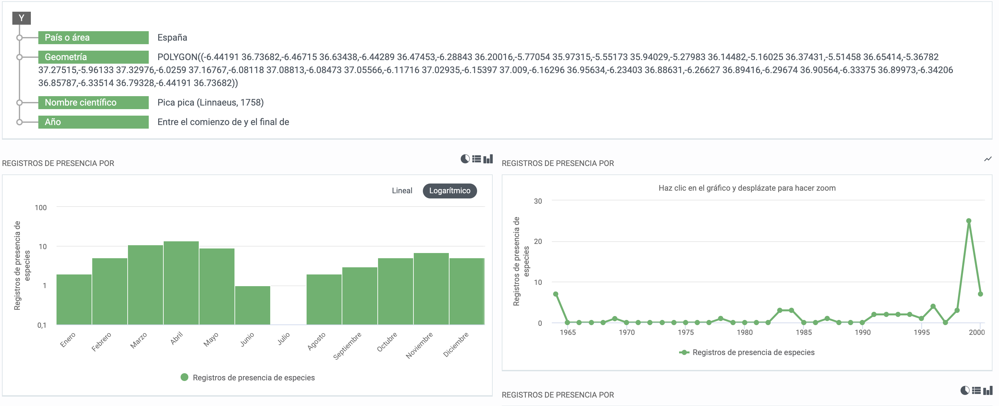 Y
País o área España
Geometría POLYGON((-6.44191 36.73682,-6.46715 36.63438,-6.44289 36.47453,-6.28843 36.20016,-5.77054 35.97315,-5.55173 35.94029,-5.27983 36.14482,-5.16025 36.37431,-5.51458 36.65414,-5.36782
37.27515,-5.96133 37.32976,-6.0259 37.16767,-6.08118 37.08813,-6.08473 37.05566,-6.11716 37.02935,-6.15397 37.009,-6.16296 36.95634,-6.23403 36.88631,-6.26627 36.89416,-6.29674 36.90564,-6.33375 36.89973,-6.34206
36.85787,-6.33514 36.79328,-6.44191 36.73682))
Nombre científico Pica pica (Linnaeus, 1758)
Año Entre el comienzo de y el final de
REGISTROS DE PRESENCIA POR
Lineal Logarítmico
Registros de presencia de
especies
100
10
1
0,1
Enero Febrero Marzo Abril Mayo Junio Julio Agosto Septiembre Octubre Noviembre Diciembre
Registros de presencia de especies
REGISTROS DE PRESENCIA POR
Haz clic en el gráfico y desplázate para hacer zoom
Registros de presencia de
especies
30
20
10
0
1965 1970 1975 1980 1985 1990 1995 2000
Registros de presencia de especies
REGISTROS DE PRESENCIA POR